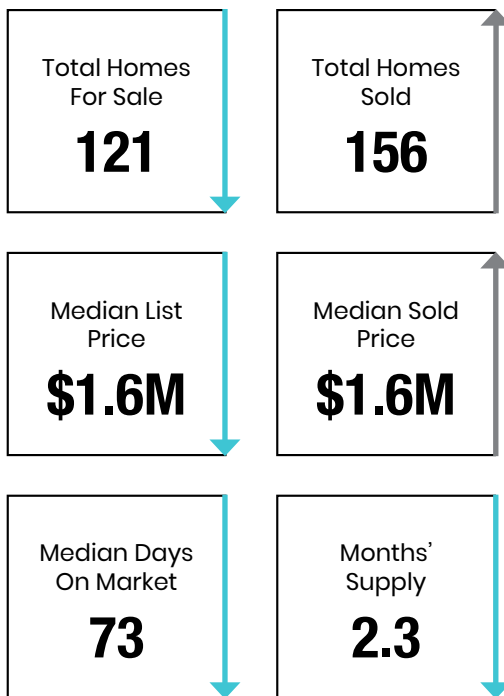 Total Homes
For Sale
121
Total Homes
Sold
156
Median List
Price
$1.6M
Median Sold
Price
$1.6M
Median Days
On Market
73
Months’
Supply
2.3